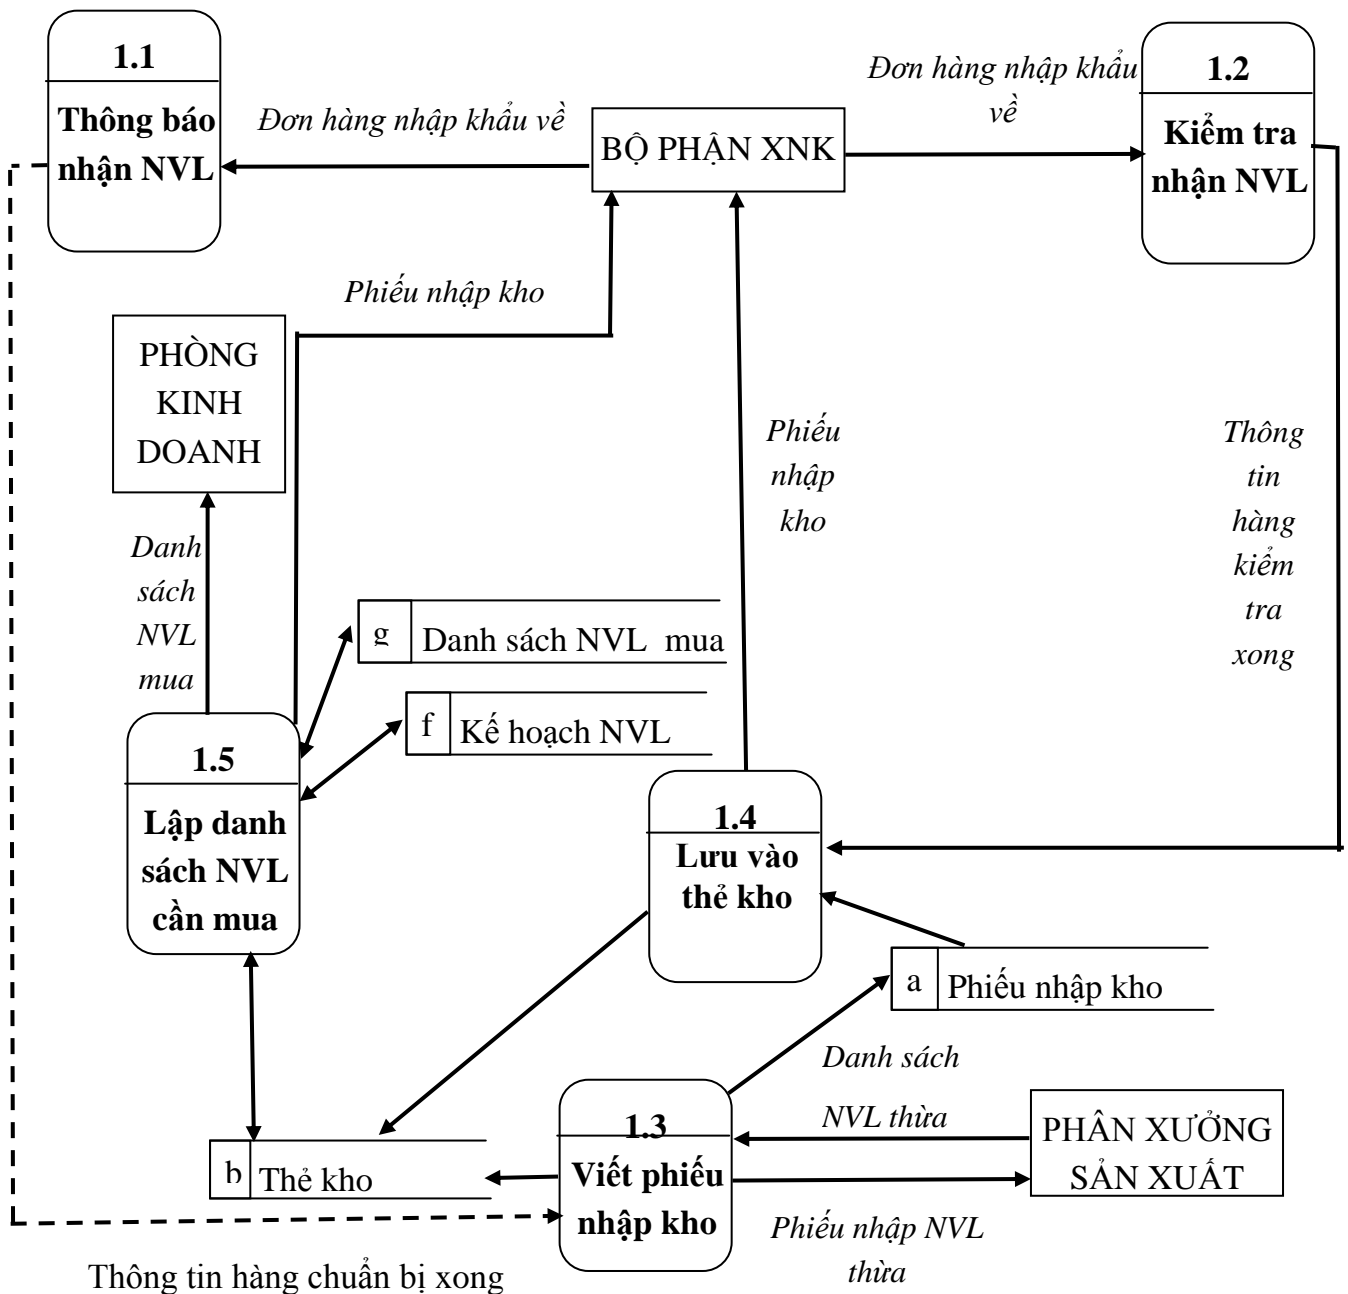 1.1
Thông báo
nhận NVL
Đơn hàng nhập khẩu về
BỘ PHẬN XNK
Đơn hàng nhập khẩu
về
1.2
Kiểm tra
nhận NVL
Phiếu nhập kho
PHÒNG
KINH
DOANH
Phiếu
nhập
kho
Thông
tin
hàng
kiểm
tra
xong
Danh
sách
NVL
mua
g
Danh sách NVL mua
f
Kế hoạch NVL
1.5
Lập danh
sách NVL
cần mua
1.4
Lưu vào
thẻ kho
a
Phiếu nhập kho
Danh sách
NVL thừa
1.3
Viết phiếu
nhập kho
PHÂN XƯỞNG
SẢN XUẤT
b
Thẻ kho
Phiếu nhập NVL
thừa
Thông tin hàng chuẩn bị xong